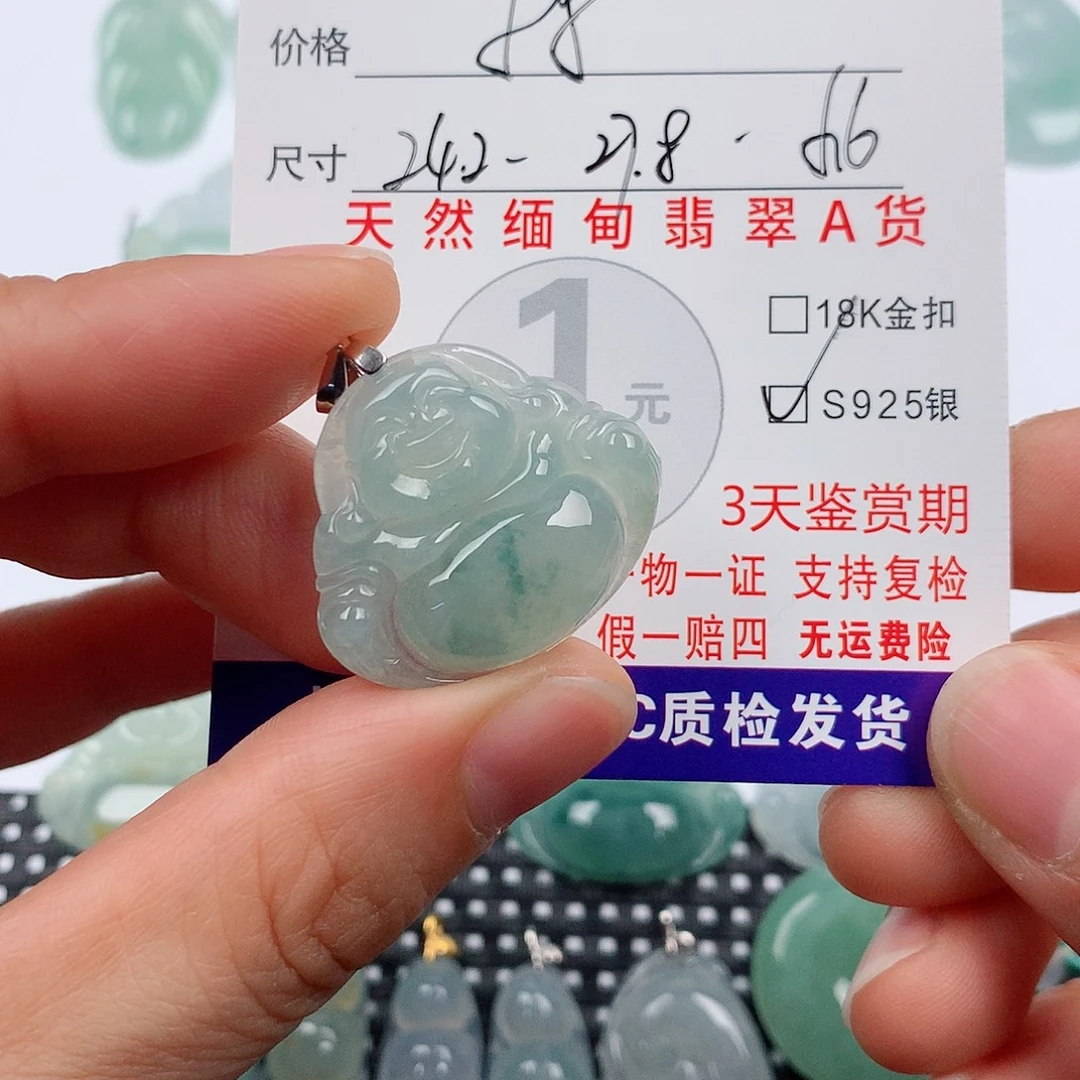 价格
尺寸 24.2 - 27.8 - 6.6
天然缅甸翡翠A货
1元
18K金扣
S925银
3天鉴赏期
物一证 支持复检
假一赔四 无运费险
C质检发货